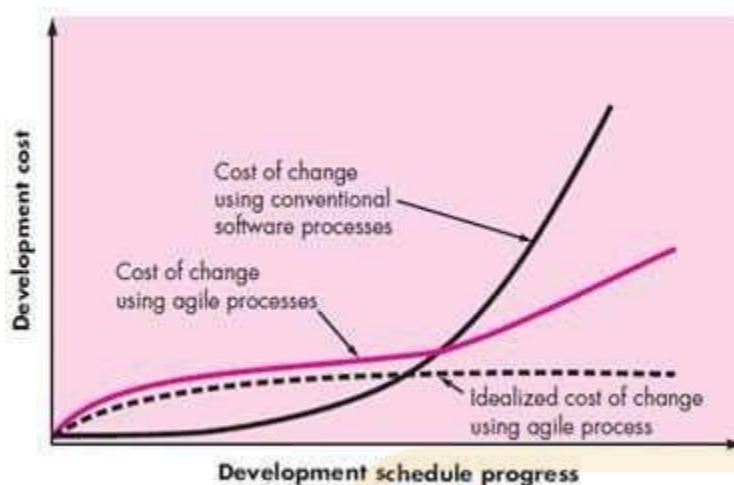 Development cost
Cost of change
using conventional
software processes
Cost of change
using agile processes
Idealized cost of change
using agile process
Development schedule progress